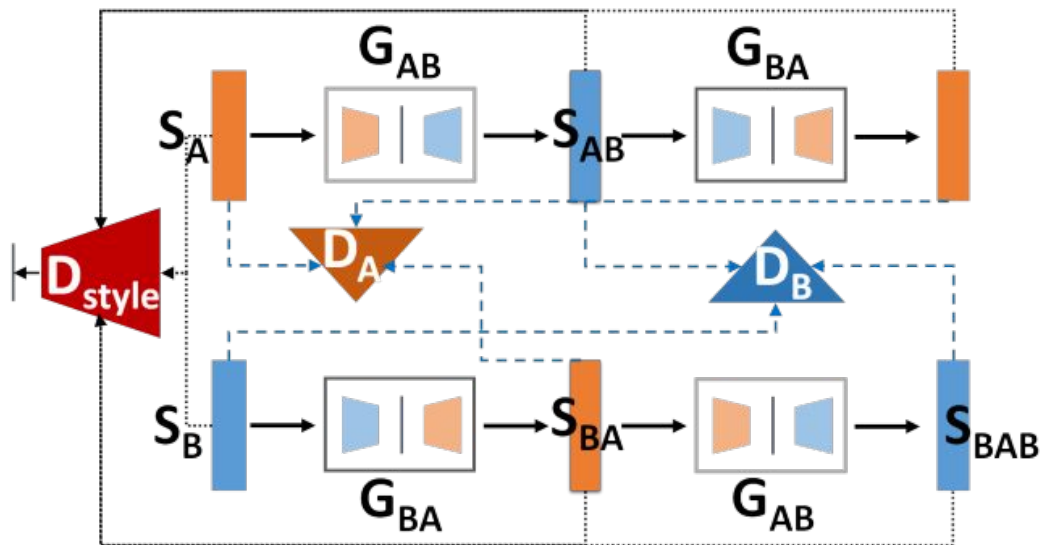 G_AB
G_BA
S_A
S_AB
D_style
D_A
D_B
S_B
S_BA
S_BAB
G_BA
G_AB